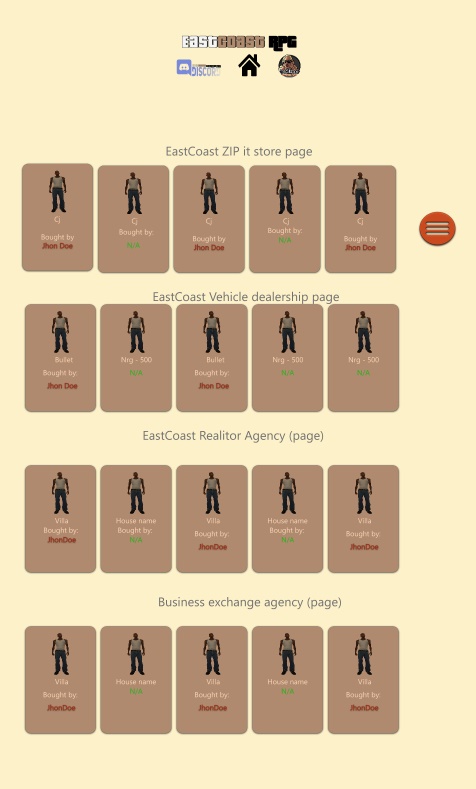 EastCoast RPG
DISCORD
EastCoast ZIP it store page
Cj
Bought by
Jhon Doe
Cj
Bought by:
N/A
Cj
Bought by
Jhon Doe
Cj
Bought by:
N/A
Cj
Bought by
Jhon Doe
EastCoast Vehicle dealership page
Bullet
Bought by:
Jhon Doe
Nrg - 500
N/A
Bullet
Bought by:
Jhon Doe
Nrg - 500
N/A
Nrg - 500
N/A
EastCoast Realitor Agency (page)
Villa
Bought by:
JhonDoe
House name
Bought by:
N/A
Villa
Bought by:
JhonDoe
House name
Bought by:
N/A
Villa
Bought by:
JhonDoe
Business exchange agency (page)
Villa
Bought by:
JhonDoe
House name
N/A
Villa
Bought by:
JhonDoe
House name
N/A
Villa
Bought by:
JhonDoe